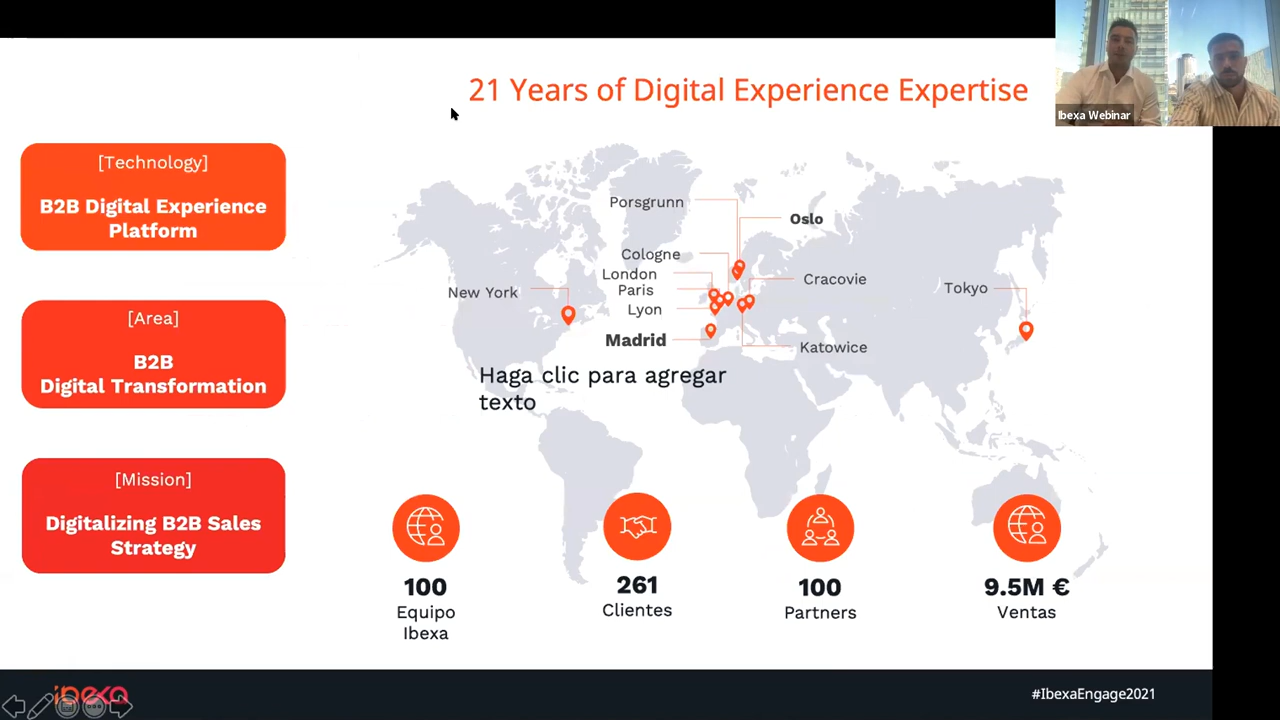 21 Years of Digital Experience Expertise
Ibexa Webinar
[Technology]
B2B Digital Experience
Platform
[Area]
B2B
Digital Transformation
[Mission]
Digitalizing B2B Sales
Strategy
Porsgrunn
Oslo
Cologne
London
Cracovie
Paris
Tokyo
New York
Lyon
Madrid
Katowice
Haga clic para agregar
texto
100
Equipo
Ibexa
261
Clientes
100
Partners
9.5M €
Ventas
ibexa
#IbexaEngage2021